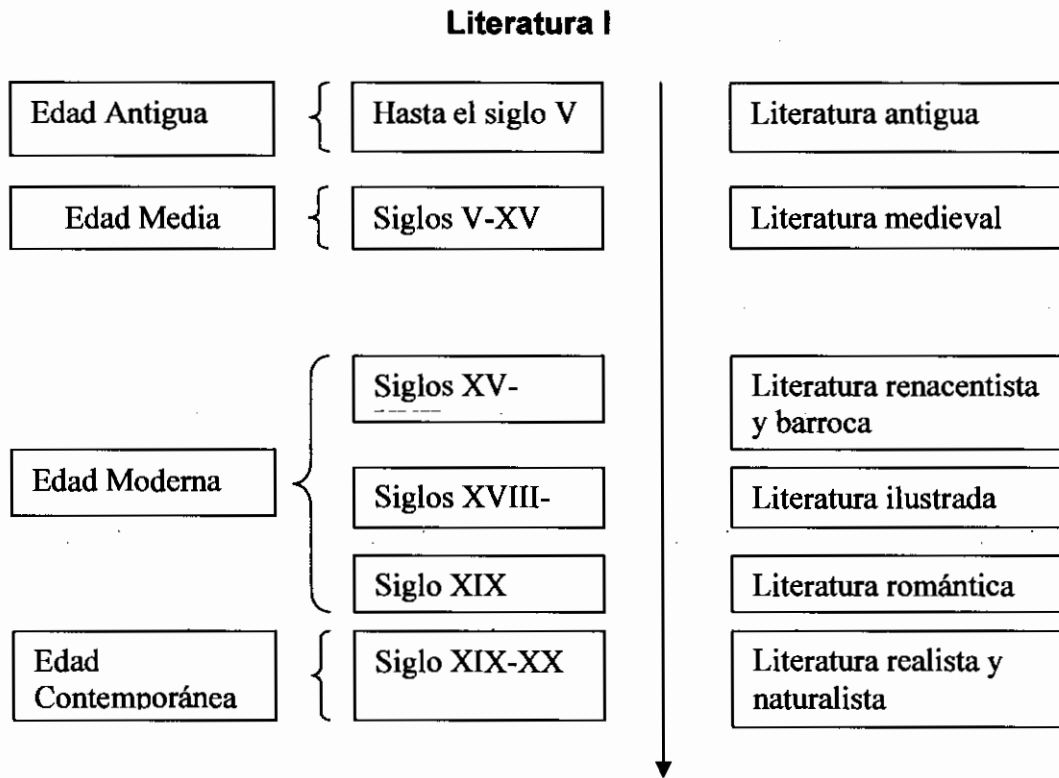 Literatura I
Edad Antigua
Hasta el siglo V
Literatura antigua
Edad Media
Siglos V-XV
Literatura medieval
Edad Moderna
Siglos XV-
Literatura renacentista
y barroca
Siglos XVIII-
Literatura ilustrada
Siglo XIX
Literatura romántica
Edad
Contemporánea
Siglo XIX-XX
Literatura realista y
naturalista